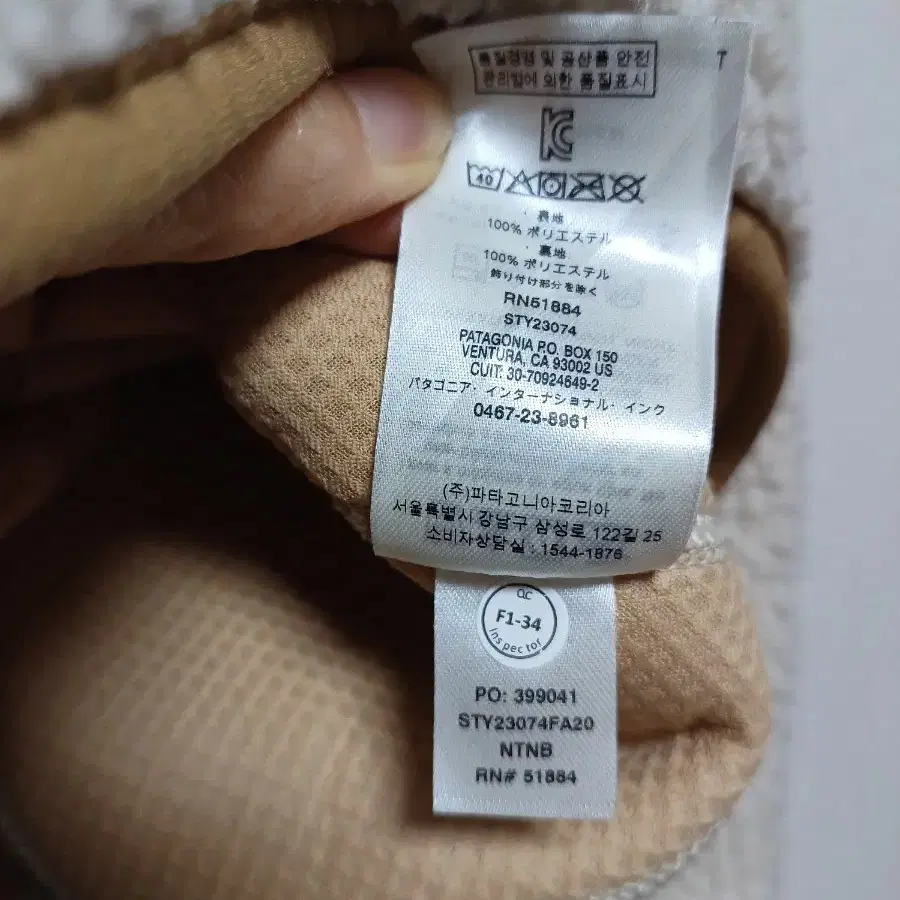 품질경영 및 공산품 안전
관리법에 의한 품질표시
T
40
表地
100% ポリエステル
裏地
100% ポリエステル
飾り付け部分を除く
RN51884
STY23074
PATAGONIA P.O. BOX 150
VENTURA, CA 93002 US
CUIT: 30-70924649-2
パタゴニア・インターナショナル・インク
0467-23-8961
(주)파타고니아코리아
서울특별시 강남구 삼성로 122길 25
소비자상담실 : 1544-1876
QC
F1-34
Inspector
PO: 399041
STY23074FA20
NTNB
RN# 51884